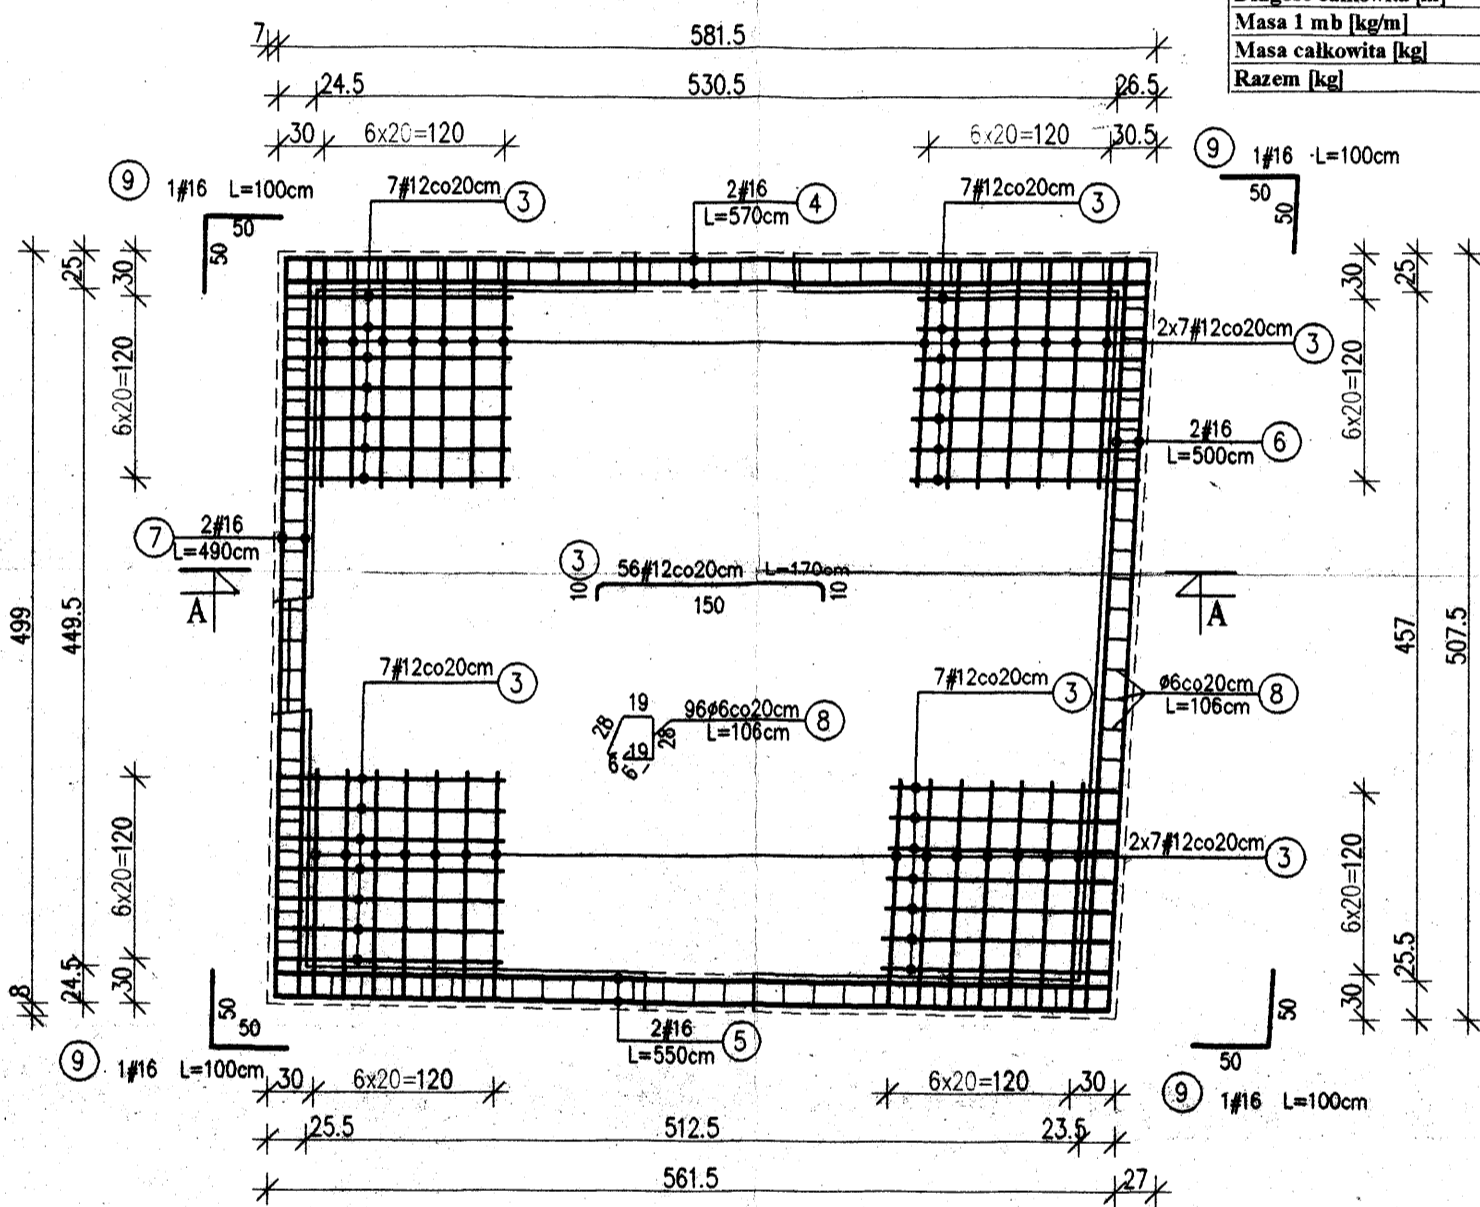 Masa 1 mb [kg/m]
Masa całkowita [kg]
Razem [kg]
7
581.5
24.5
530.5
26.5
30
6x20=120
6x20=120
30.5
9
1#16 L=100cm
50
50
7#12co20cm
3
2#16
L=570cm
4
7#12co20cm
3
9
1#16 L=100cm
50
50
25
30
30
25
2x7#12co20cm
3
6x20=120
6x20=120
2#16
L=500cm
6
7
2#16
L=490cm
3
56#12co20cm L=170cm
10
150
10
A
A
499
449.5
457
507.5
7#12co20cm
3
7#12co20cm
3
ø6co20cm
L=106cm
8
19
28
28
19
6
6
96ø6co20cm
L=106cm
8
6x20=120
6x20=120
2x7#12co20cm
3
8
24.5
30
30
25.5
50
50
9
1#16 L=100cm
2#16
L=550cm
5
50
50
9
1#16 L=100cm
30
6x20=120
6x20=120
30
25.5
512.5
23.5
561.5
27